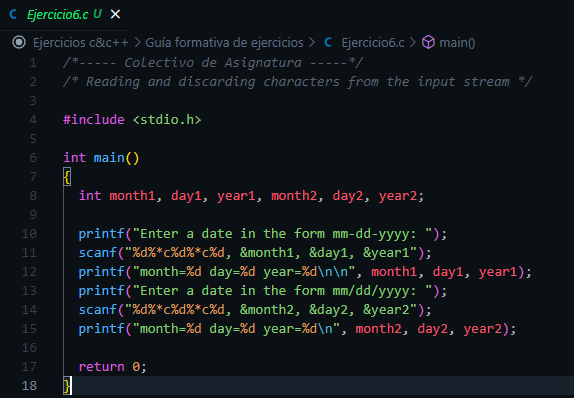 C Ejercicio6.c U X
Ejercicios c&c++ > Guía formativa de ejercicios > C Ejercicio6.c > main()
1 /*----- Colectivo de Asignatura -----*/
2 /* Reading and discarding characters from the input stream */
3
4 #include <stdio.h>
5
6 int main()
7 {
8 int month1, day1, year1, month2, day2, year2;
9
10 printf("Enter a date in the form mm-dd-yyyy: ");
11 scanf("%d%*c%d%*c%d, &month1, &day1, &year1");
12 printf("month=%d day=%d year=%d\n\n", month1, day1, year1);
13 printf("Enter a date in the form mm/dd/yyyy: ");
14 scanf("%d%*c%d%*c%d, &month2, &day2, &year2");
15 printf("month=%d day=%d year=%d\n", month2, day2, year2);
16
17 return 0;
18 }